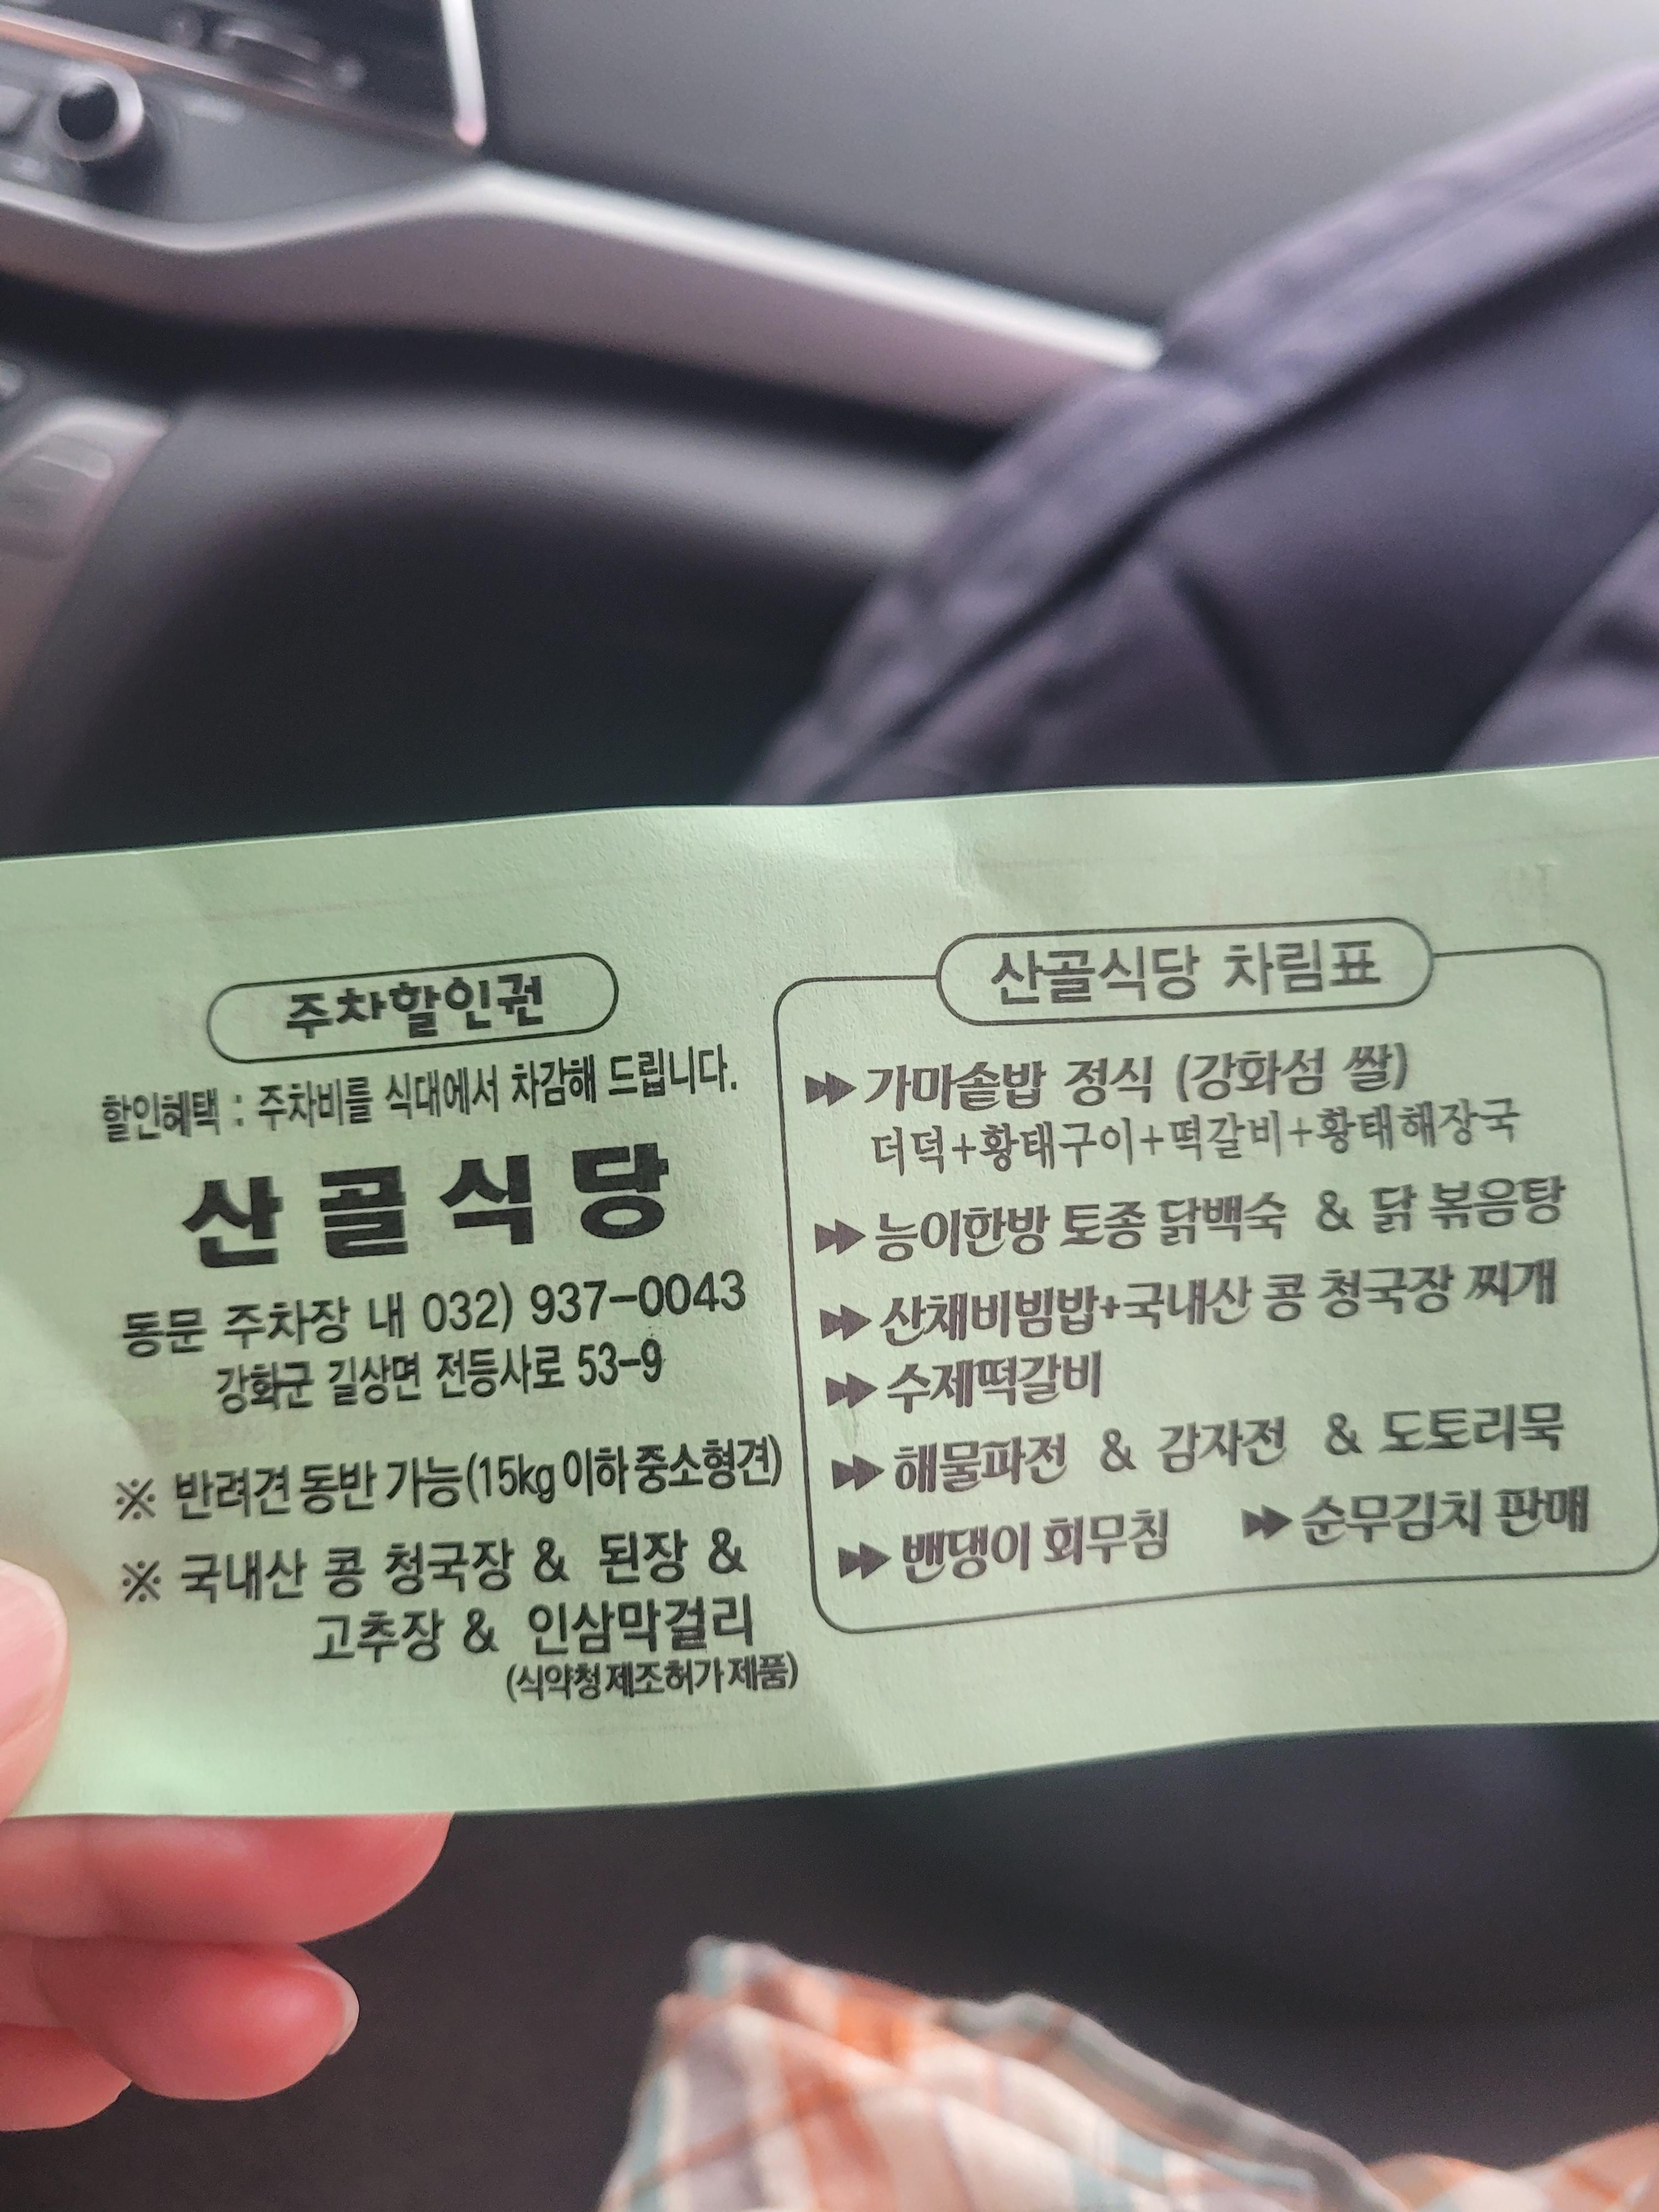 주차할인권
할인혜택 : 주차비를 식대에서 차감해 드립니다.
산골식당
동문 주차장 내 032) 937-0043
강화군 길상면 전등사로 53-9
※ 반려견 동반 가능(15kg 이하 중소형견)
※ 국내산 콩 청국장 & 된장 &
고추장 & 인삼막걸리
(식약청 제조허가 제품)
산골식당 차림표
▶▶ 가마솥밥 정식 (강화섬 쌀)
더덕+황태구이+떡갈비+황태해장국
▶▶ 능이한방 토종 닭백숙 & 닭 볶음탕
▶▶ 산채비빔밥+국내산 콩 청국장 찌개
▶▶ 수제떡갈비
▶▶ 해물파전 & 감자전 & 도토리묵
▶▶ 밴댕이 회무침 ▶▶ 순무김치 판매